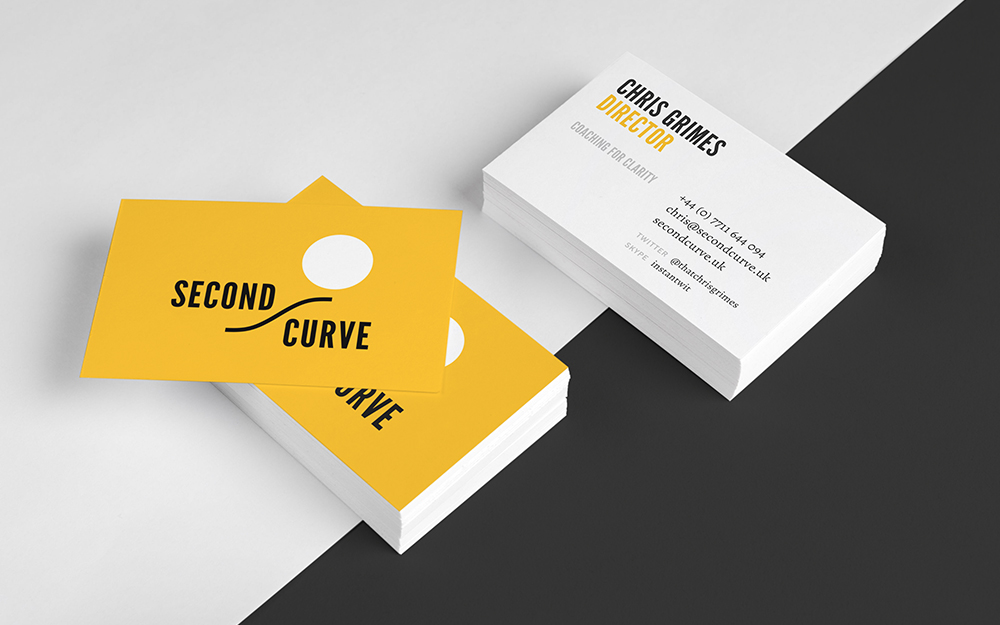 SECOND
CURVE
URVE
CHRIS GRIMES
DIRECTOR
COACHING FOR CLARITY
+44 (0) 7711 644 094
chris@secondcurve.uk
secondcurve.uk
TWITTER @thatchrisgrimes
SKYPE instantwit